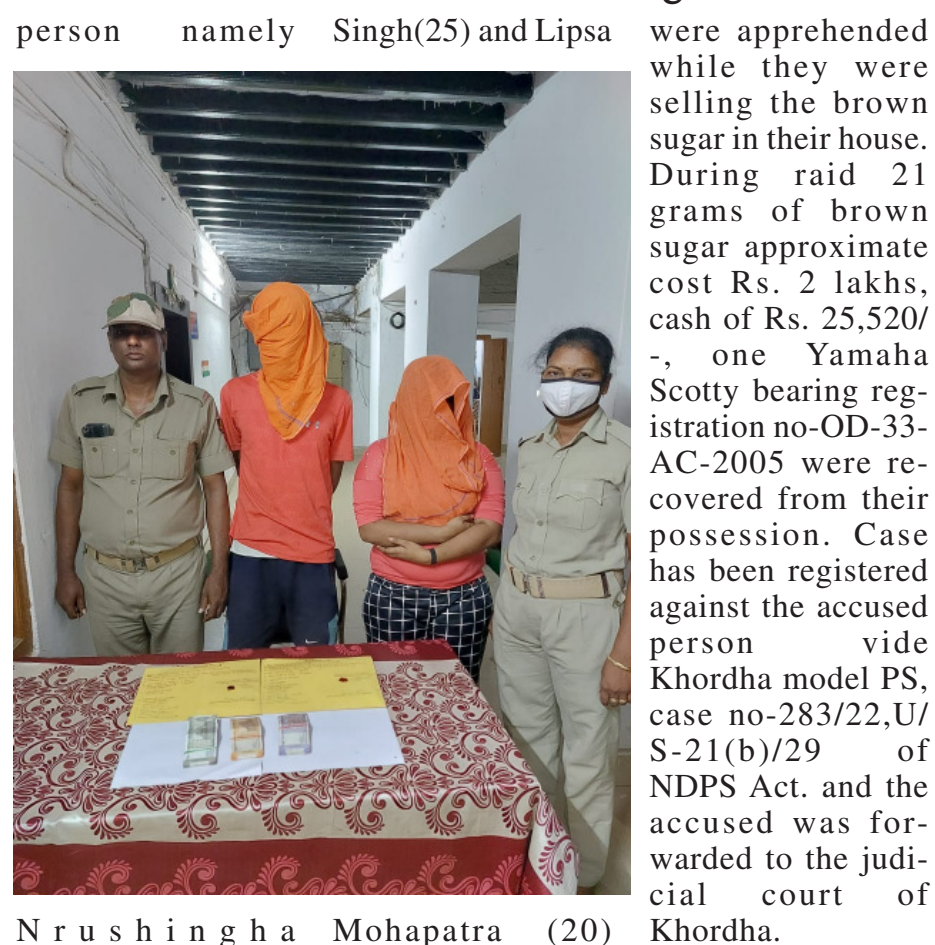 person namely
N r u s h i n g h a
Singh(25) and Lipsa
Mohapatra (20)
were apprehended
while they were
selling the brown
sugar in their house.
During raid 21
grams of brown
sugar approximate
cost Rs. 2 lakhs,
cash of Rs. 25,520/
-, one Yamaha
Scotty bearing reg-
istration no-OD-33-
AC-2005 were re-
covered from their
possession. Case
has been registered
against the accused
person vide
Khordha model PS,
case no-283/22,U/
S-21(b)/29 of
NDPS Act. and the
accused was for-
warded to the judi-
cial court of
Khordha.